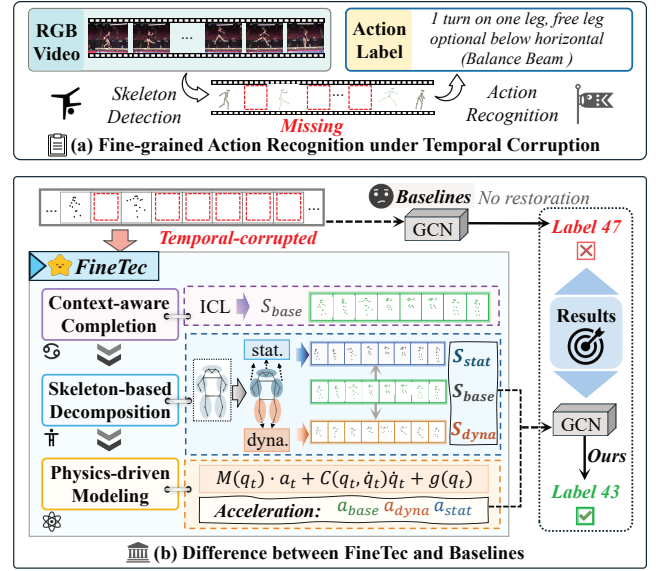 RGB
Video
...
Action
Label
1 turn on one leg, free leg
optional below horizontal
(Balance Beam )
Skeleton
Detection
...
Missing
Action
Recognition
(a) Fine-grained Action Recognition under Temporal Corruption
...
...
Temporal-corrupted
Baselines
No restoration
GCN
Label 47
FineTec
Context-aware
Completion
ICL
S_base
Results
Skeleton-based
Decomposition
stat.
dyna.
S_stat
S_base
S_dyna
GCN
Ours
Label 43
Physics-driven
Modeling
M(q_t) · a_t + C(q_t, q̇_t)q̇_t + g(q_t)
Acceleration: a_base a_dyna a_stat
(b) Difference between FineTec and Baselines